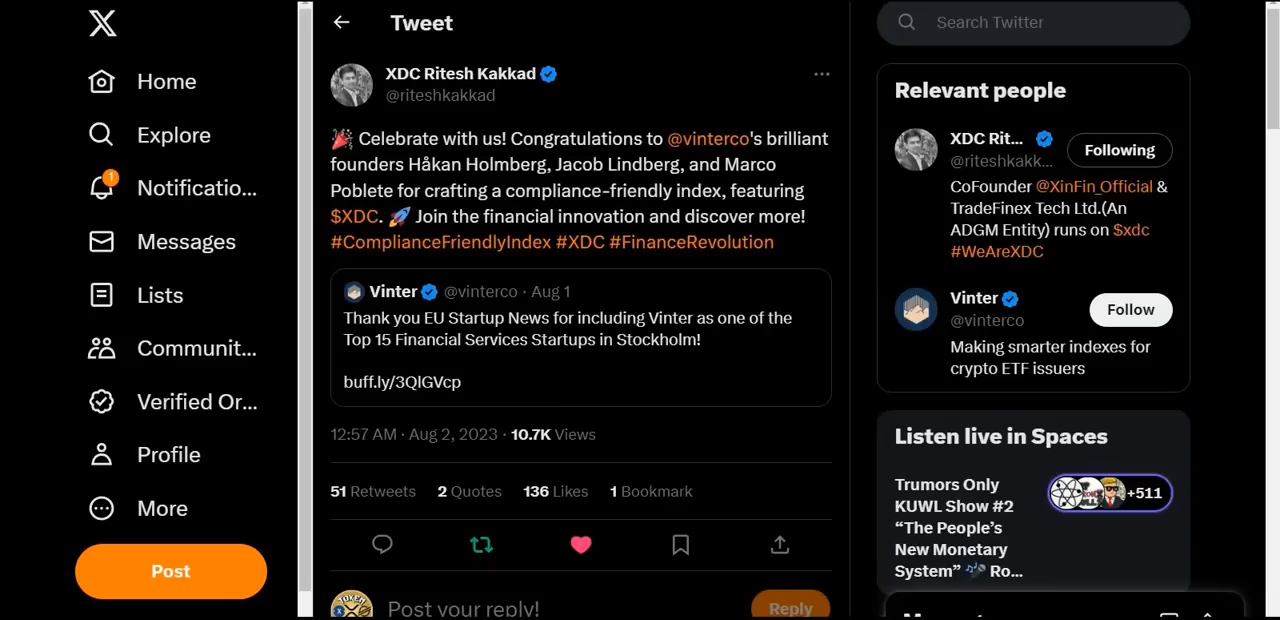 X
Home
Explore
1
Notificatio...
Messages
Lists
Communit...
Verified Or...
Profile
More
Post
Tweet
XDC Ritesh Kakkad
@riteshkakkad
🎉 Celebrate with us! Congratulations to @vinterco's brilliant
founders Håkan Holmberg, Jacob Lindberg, and Marco
Poblete for crafting a compliance-friendly index, featuring
$XDC. 🚀 Join the financial innovation and discover more!
#ComplianceFriendlyIndex #XDC #FinanceRevolution
Vinter @vinterco · Aug 1
Thank you EU Startup News for including Vinter as one of the
Top 15 Financial Services Startups in Stockholm!
buff.ly/3QlGVcp
12:57 AM · Aug 2, 2023 · 10.7K Views
51 Retweets 2 Quotes 136 Likes 1 Bookmark
Post your reply!
Reply
Search Twitter
Relevant people
XDC Rit...
@riteshkakk...
Following
CoFounder @XinFin_Official &
TradeFinex Tech Ltd.(An
ADGM Entity) runs on $xdc
#WeAreXDC
Vinter
@vinterco
Follow
Making smarter indexes for
crypto ETF issuers
Listen live in Spaces
Trumors Only
KUWL Show #2
“The People’s
New Monetary
System” 🎶 Ro...
+511